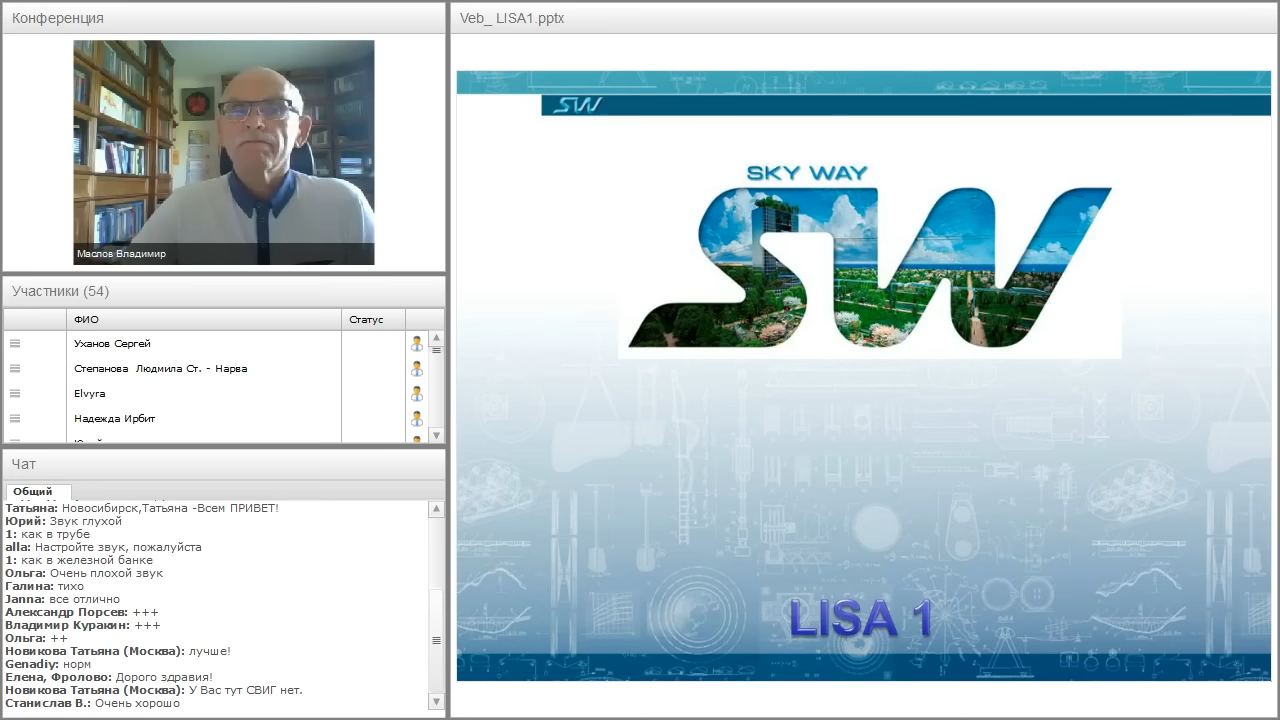 Конференция
Маслов Владимир
Участники (54)
ФИО
Статус
Уханов Сергей
Степанова Людмила Ст. - Нарва
Elvyra
Надежда Ирбит
Чат
Общий
Татьяна: Новосибирск,Татьяна -Всем ПРИВЕТ!
Юрий: Звук глухой
1: как в трубе
alla: Настройте звук, пожалуйста
1: как в железной банке
Ольга: Очень плохой звук
Галина: тихо
Janna: все отлично
Александр Порсев: +++
Владимир Куракин: +++
Ольга: ++
Новикова Татьяна (Москва): лучше!
Genadiy: норм
Елена, Фролово: Дорого здравия!
Новикова Татьяна (Москва): У Вас тут СВИГ нет.
Станислав В.: Очень хорошо
Veb_ LISA1.pptx
SW
SKY WAY
SW
LISA 1